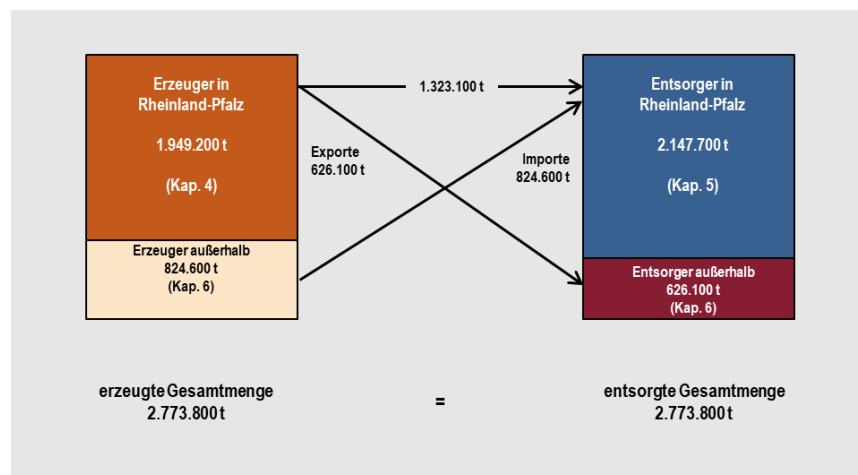 Erzeuger in
Rheinland-Pfalz
1.949.200 t
(Kap. 4)
Erzeuger außerhalb
824.600 t
(Kap. 6)
1.323.100 t
Exporte
626.100 t
Importe
824.600 t
Entsorger in
Rheinland-Pfalz
2.147.700 t
(Kap. 5)
Entsorger außerhalb
626.100 t
(Kap. 6)
erzeugte Gesamtmenge
2.773.800 t
=
entsorgte Gesamtmenge
2.773.800 t